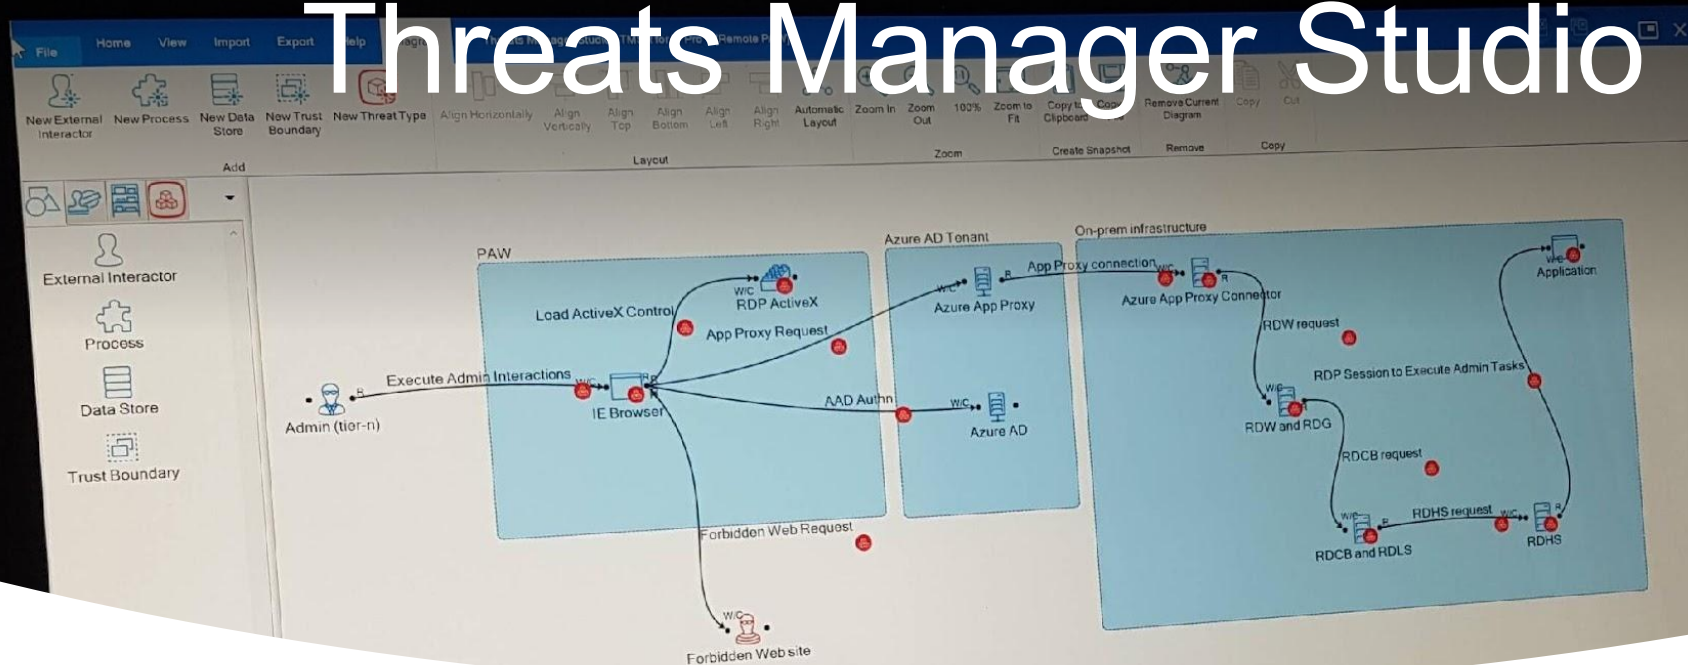 Threats Manager Studio
File
Home
View
Import
Export
elp
New External
Interactor
New Process
New Data
Store
New Trust
Boundary
New Threat Type
Add
Align Horizontally
Align
Vertically
Align
Top
Align
Bottom
Align
Left
Align
Right
Automatic
Layout
Layout
Zoom In
Zoom
Out
100%
Zoom to
Fit
Zoom
Copy to
Clipboard
Create Snapshot
Remove Current
Diagram
Remove
Copy
Cut
Copy
External Interactor
Process
Data Store
Trust Boundary
PAW
Azure AD Tenant
On-prem infrastructure
Load ActiveX Control
W/C
RDP ActiveX
App Proxy Request
Execute Admin Interactions
R
Admin (tier-n)
IE Browser
AAD Authn
W/C
Azure AD
R
Azure App Proxy
App Proxy connection
R
Azure App Proxy Connector
RDW request
RDP Session to Execute Admin Tasks
W/C
RDW and RDG
RDCB request
W/C
R
RDCB and RDLS
RDHS request
W/C
R
RDHS
Application
Forbidden Web Request
W/C
Forbidden Web site